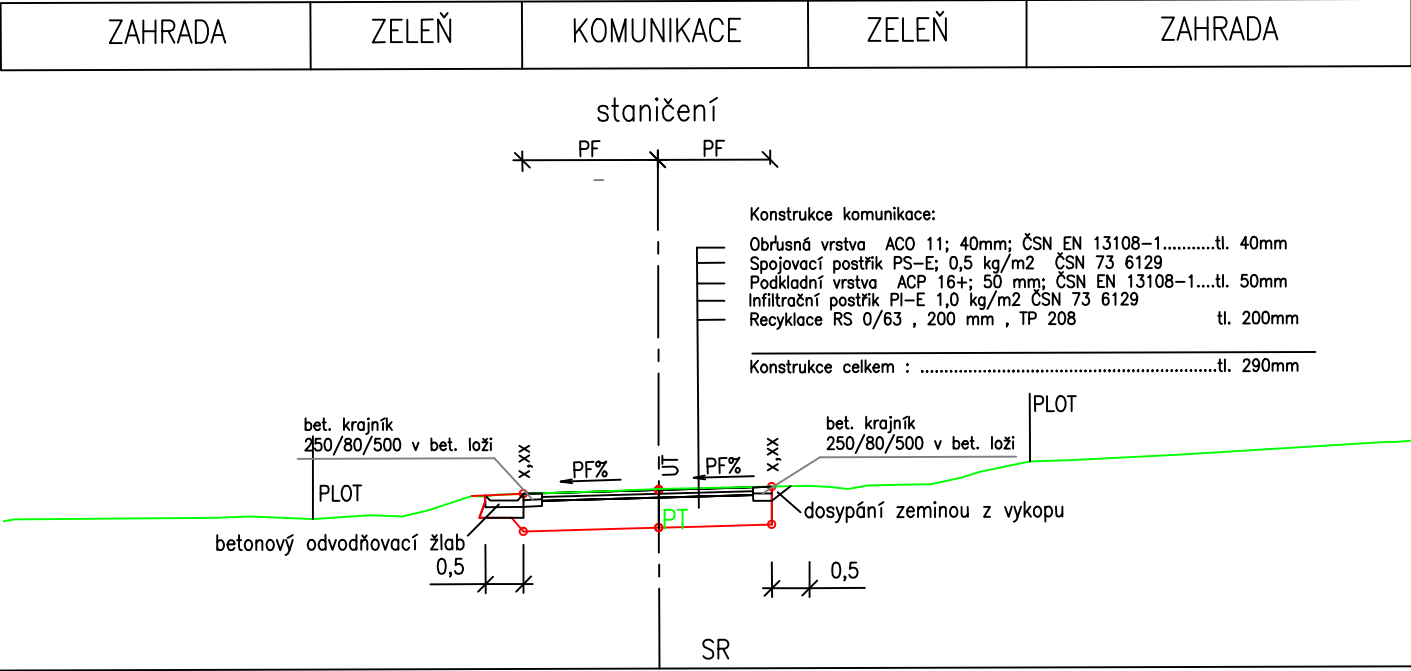 ZAHRADA ZELEŇ KOMUNIKACE ZELEŇ ZAHRADA
staničení
PF PF
Konstrukce komunikace:
Obrusná vrstva ACO 11; 40mm; ČSN EN 13108-1..........tl. 40mm
Spojovací postřik PS-E; 0,5 kg/m2 ČSN 73 6129
Podkladní vrstva ACP 16+; 50 mm; ČSN EN 13108-1....tl. 50mm
Infiltrační postřik PI-E 1,0 kg/m2 ČSN 73 6129
Recyklace RS 0/63 , 200 mm , TP 208 tl. 200mm
Konstrukce celkem : ..............................................................tl. 290mm
PLOT
bet. krajník
250/80/500 v bet. loži
bet. krajník
250/80/500 v bet. loži
x,xx
PF%
UT
PF%
x,xx
PLOT
PT
dosypání zeminou z vykopu
betonový odvodňovací žlab
0,5
0,5
SR